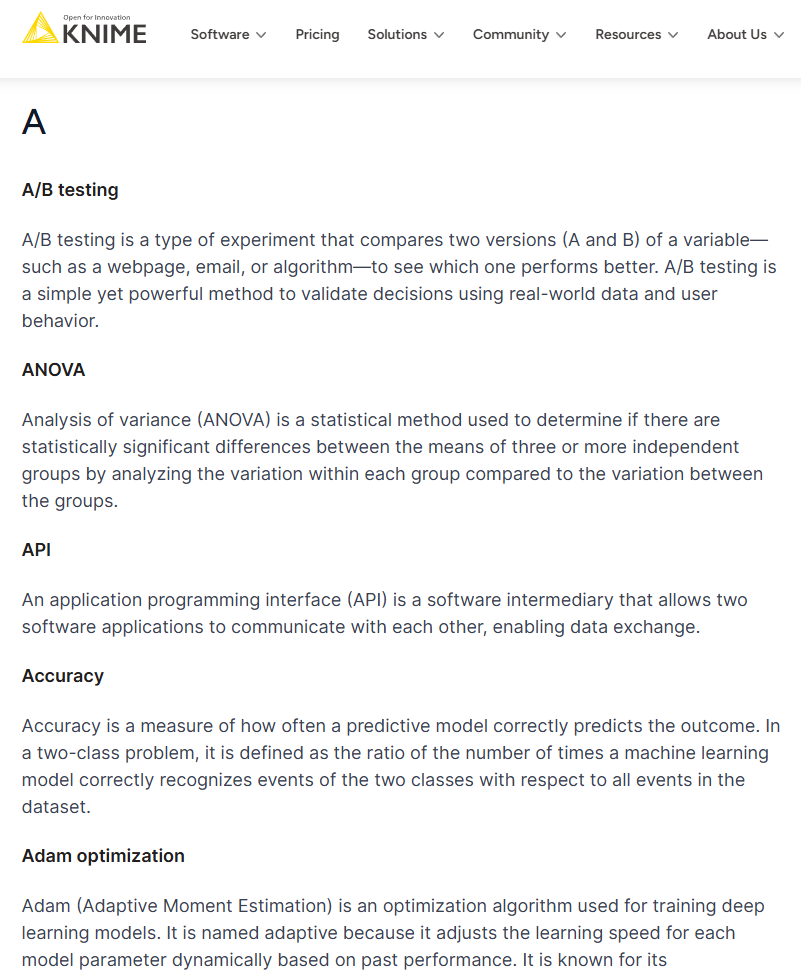 Open for Innovation
KNIME
Software
Pricing
Solutions
Community
Resources
About Us
A
A/B testing
A/B testing is a type of experiment that compares two versions (A and B) of a variable—
such as a webpage, email, or algorithm—to see which one performs better. A/B testing is
a simple yet powerful method to validate decisions using real-world data and user
behavior.
ANOVA
Analysis of variance (ANOVA) is a statistical method used to determine if there are
statistically significant differences between the means of three or more independent
groups by analyzing the variation within each group compared to the variation between
the groups.
API
An application programming interface (API) is a software intermediary that allows two
software applications to communicate with each other, enabling data exchange.
Accuracy
Accuracy is a measure of how often a predictive model correctly predicts the outcome. In
a two-class problem, it is defined as the ratio of the number of times a machine learning
model correctly recognizes events of the two classes with respect to all events in the
dataset.
Adam optimization
Adam (Adaptive Moment Estimation) is an optimization algorithm used for training deep
learning models. It is named adaptive because it adjusts the learning speed for each
model parameter dynamically based on past performance. It is known for its